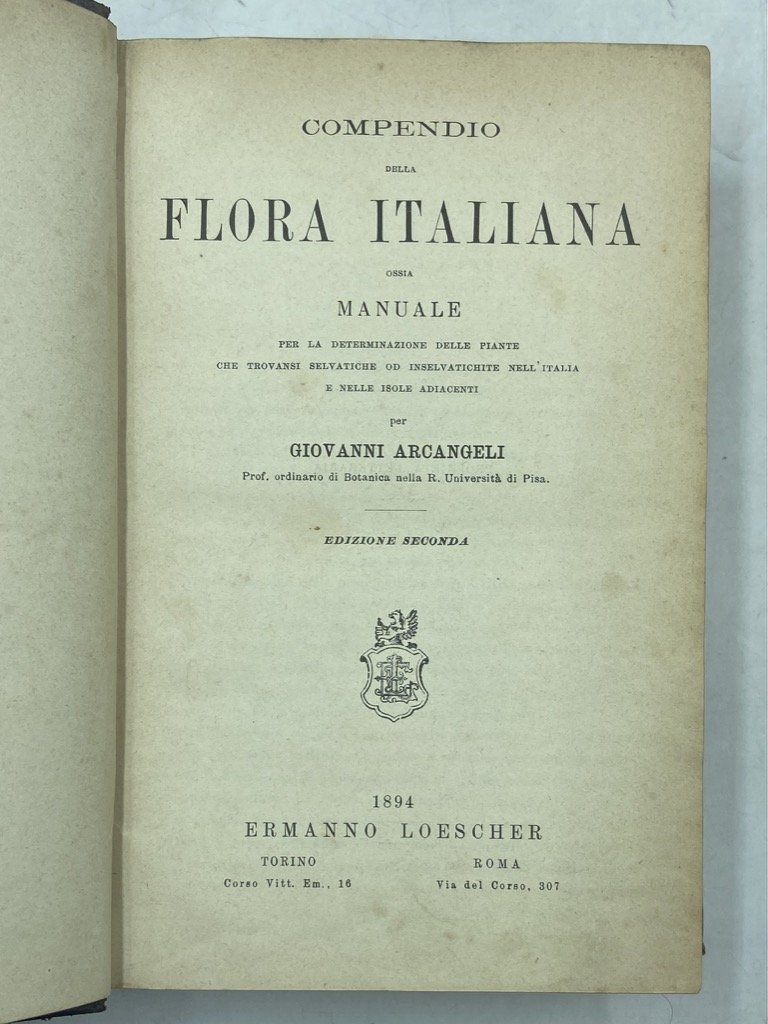 COMPENDIO
DELLA
FLORA ITALIANA
OSSIA
MANUALE
PER LA DETERMINAZIONE DELLE PIANTE
CHE TROVANSI SELVATICHE OD INSELVATICHITE NELL'ITALIA
E NELLE ISOLE ADIACENTI
per
GIOVANNI ARCANGELI
Prof. ordinario di Botanica nella R. Università di Pisa.
EDIZIONE SECONDA
1894
ERMANNO LOESCHER
TORINO ROMA
Corso Vitt. Em., 16 Via del Corso, 307